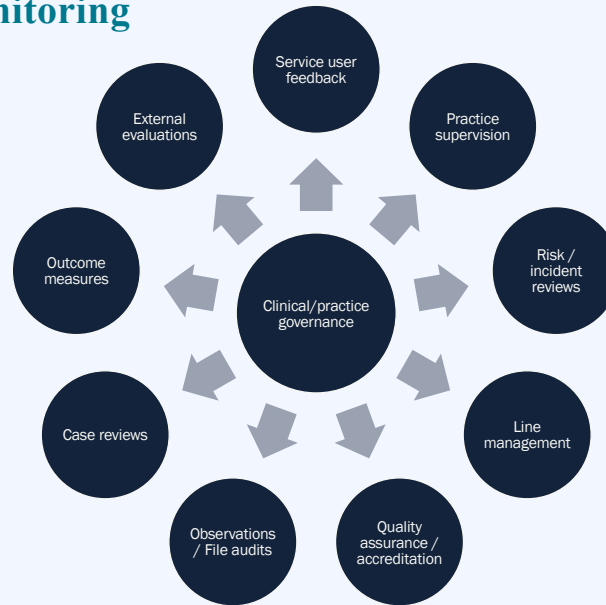 nitoring
Service user
feedback
Practice
supervision
Risk /
incident
reviews
Line
management
Quality
assurance /
accreditation
Observations
/ File audits
Case reviews
Outcome
measures
External
evaluations
Clinical/practice
governance